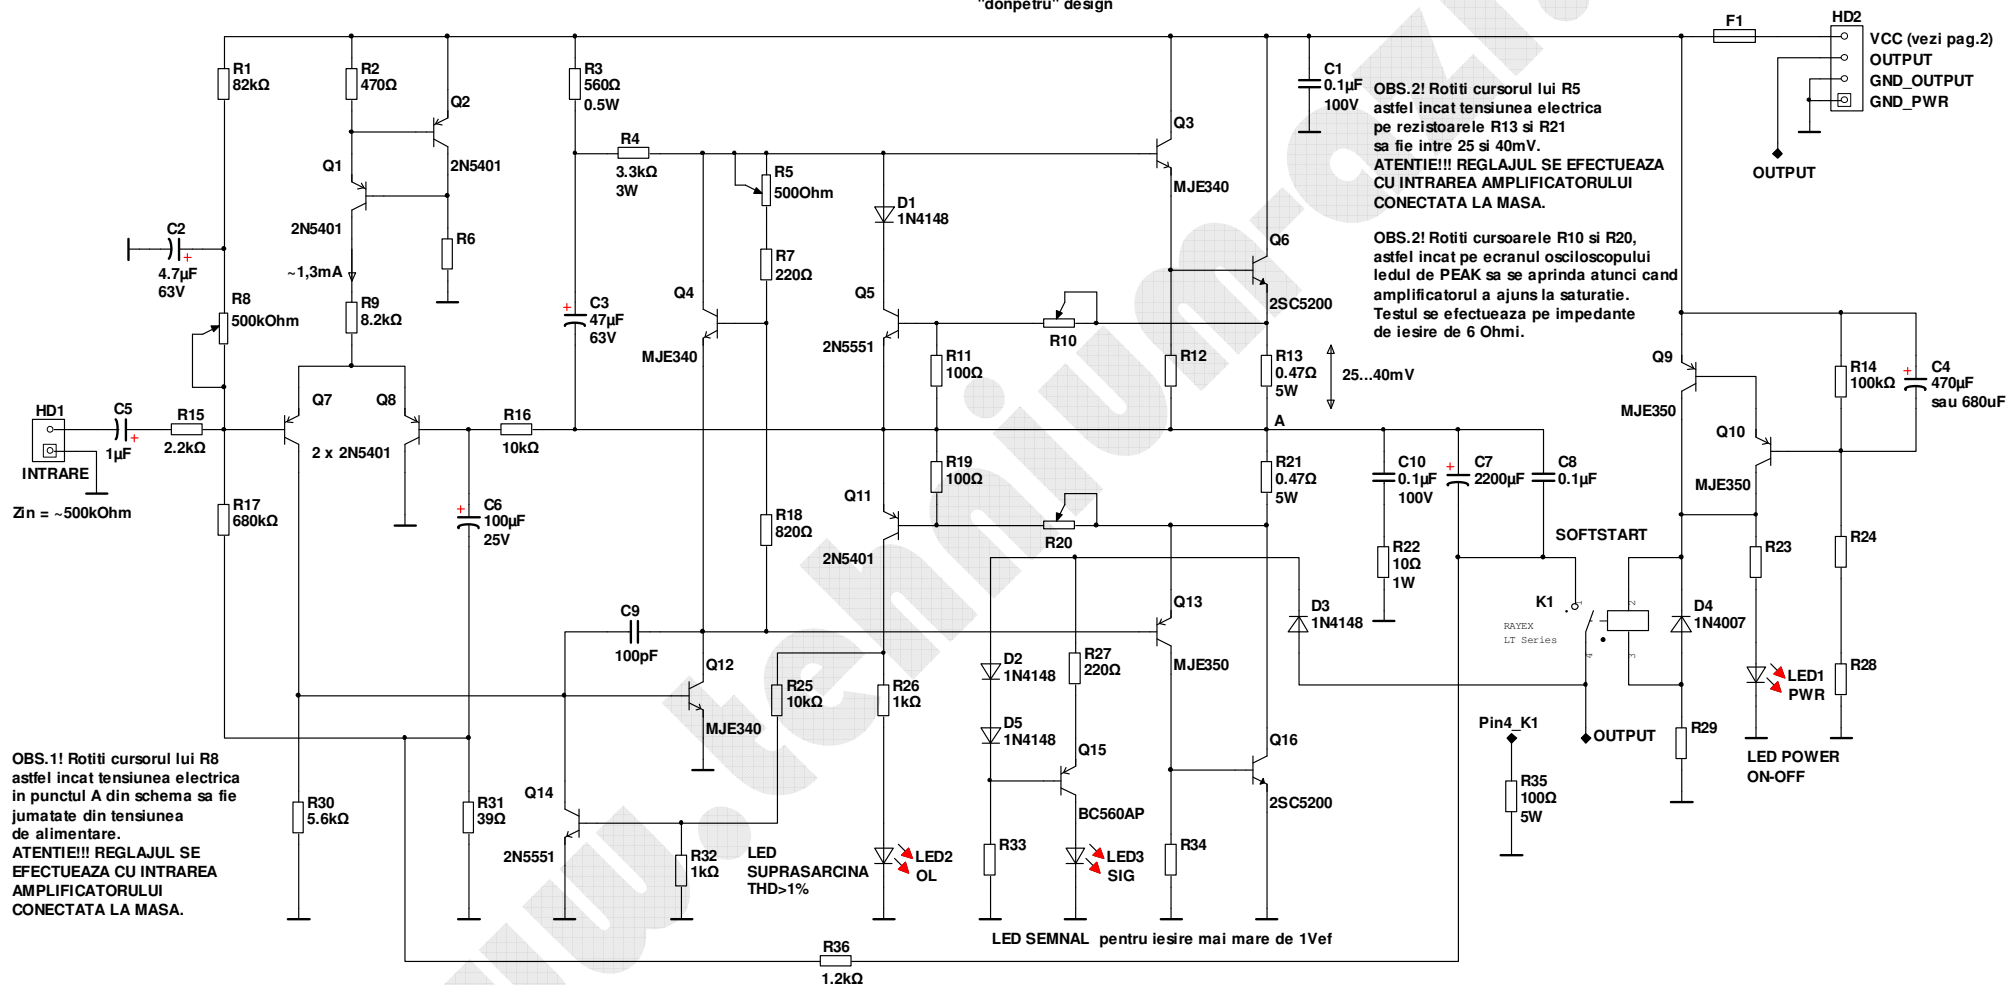 "donpetru" design
F1
HD2
VCC (vezi pag.2)
OUTPUT
GND_OUTPUT
GND_PWR
OUTPUT
R1
82kΩ
R2
470Ω
Q2
2N5401
Q1
2N5401
R3
560Ω
0.5W
R4
3.3kΩ
3W
R5
500Ohm
Q3
MJE340
C1
0.1µF
100V
OBS.2! Rotiti cursorul lui R5
astfel incat tensiunea electrica
pe rezistoarele R13 si R21
sa fie intre 25 si 40mV.
ATENTIE!!! REGLAJUL SE EFECTUEAZA
CU INTRAREA AMPLIFICATORULUI
CONECTATA LA MASA.
OBS.2! Rotiti cursoarele R10 si R20,
astfel incat pe ecranul osciloscopului
ledul de PEAK sa se aprinda atunci cand
amplificatorul a ajuns la saturatie.
Testul se efectueaza pe impedante
de iesire de 6 Ohmi.
C2
+
4.7µF
63V
R6
~1,3mA
R8
500kOhm
R9
8.2kΩ
+
C3
47µF
63V
Q4
MJE340
R7
220Ω
D1
1N4148
Q5
2N5551
Q6
2SC5200
R10
R11
100Ω
R12
R13
0.47Ω
5W
25...40mV
Q9
MJE350
R14
100kΩ
+
C4
470µF
sau 680uF
Q10
MJE350
HD1
INTRARE
Zin = ~500kOhm
C5
+
1µF
R15
2.2kΩ
Q7
Q8
2 x 2N5401
R16
10kΩ
A
R17
680kΩ
+
C6
100µF
25V
R18
820Ω
Q11
2N5401
R19
100Ω
R20
R21
0.47Ω
5W
C10
0.1µF
100V
+
C7
2200µF
C8
0.1µF
R22
10Ω
1W
SOFTSTART
K1
RAYEX
LT Series
1
2
3
4
R23
R24
D4
1N4007
C9
100pF
Q12
MJE340
R25
10kΩ
R26
1kΩ
D2
1N4148
D5
1N4148
R27
220Ω
Q13
MJE350
D3
1N4148
Q15
BC560AP
Q16
2SC5200
Pin4_K1
R35
100Ω
5W
OUTPUT
R29
LED1
PWR
R28
LED POWER
ON-OFF
OBS.1! Rotiti cursorul lui R8
astfel incat tensiunea electrica
in punctul A din schema sa fie
jumatate din tensiunea
de alimentare.
ATENTIE!!! REGLAJUL SE
EFECTUEAZA CU INTRAREA
AMPLIFICATORULUI
CONECTATA LA MASA.
R30
5.6kΩ
R31
39Ω
Q14
2N5551
R32
1kΩ
LED
SUPRASARCINA
THD>1%
LED2
OL
R33
LED3
SIG
R34
LED SEMNAL pentru iesire mai mare de 1Vef
R36
1.2kΩ